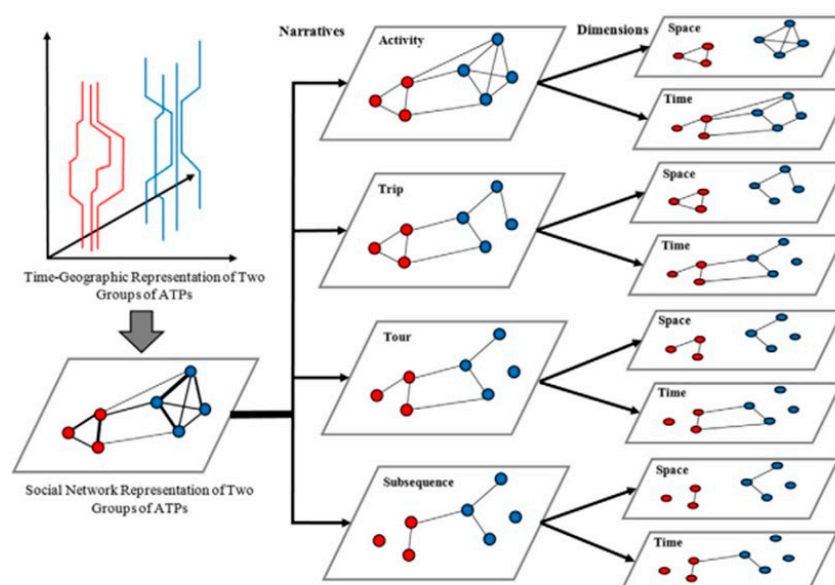 Narratives
Dimensions
Activity
Space
Time
Trip
Space
Time
Time-Geographic Representation of Two
Groups of ATPs
Tour
Space
Time
Social Network Representation of Two
Groups of ATPs
Subsequence
Space
Time